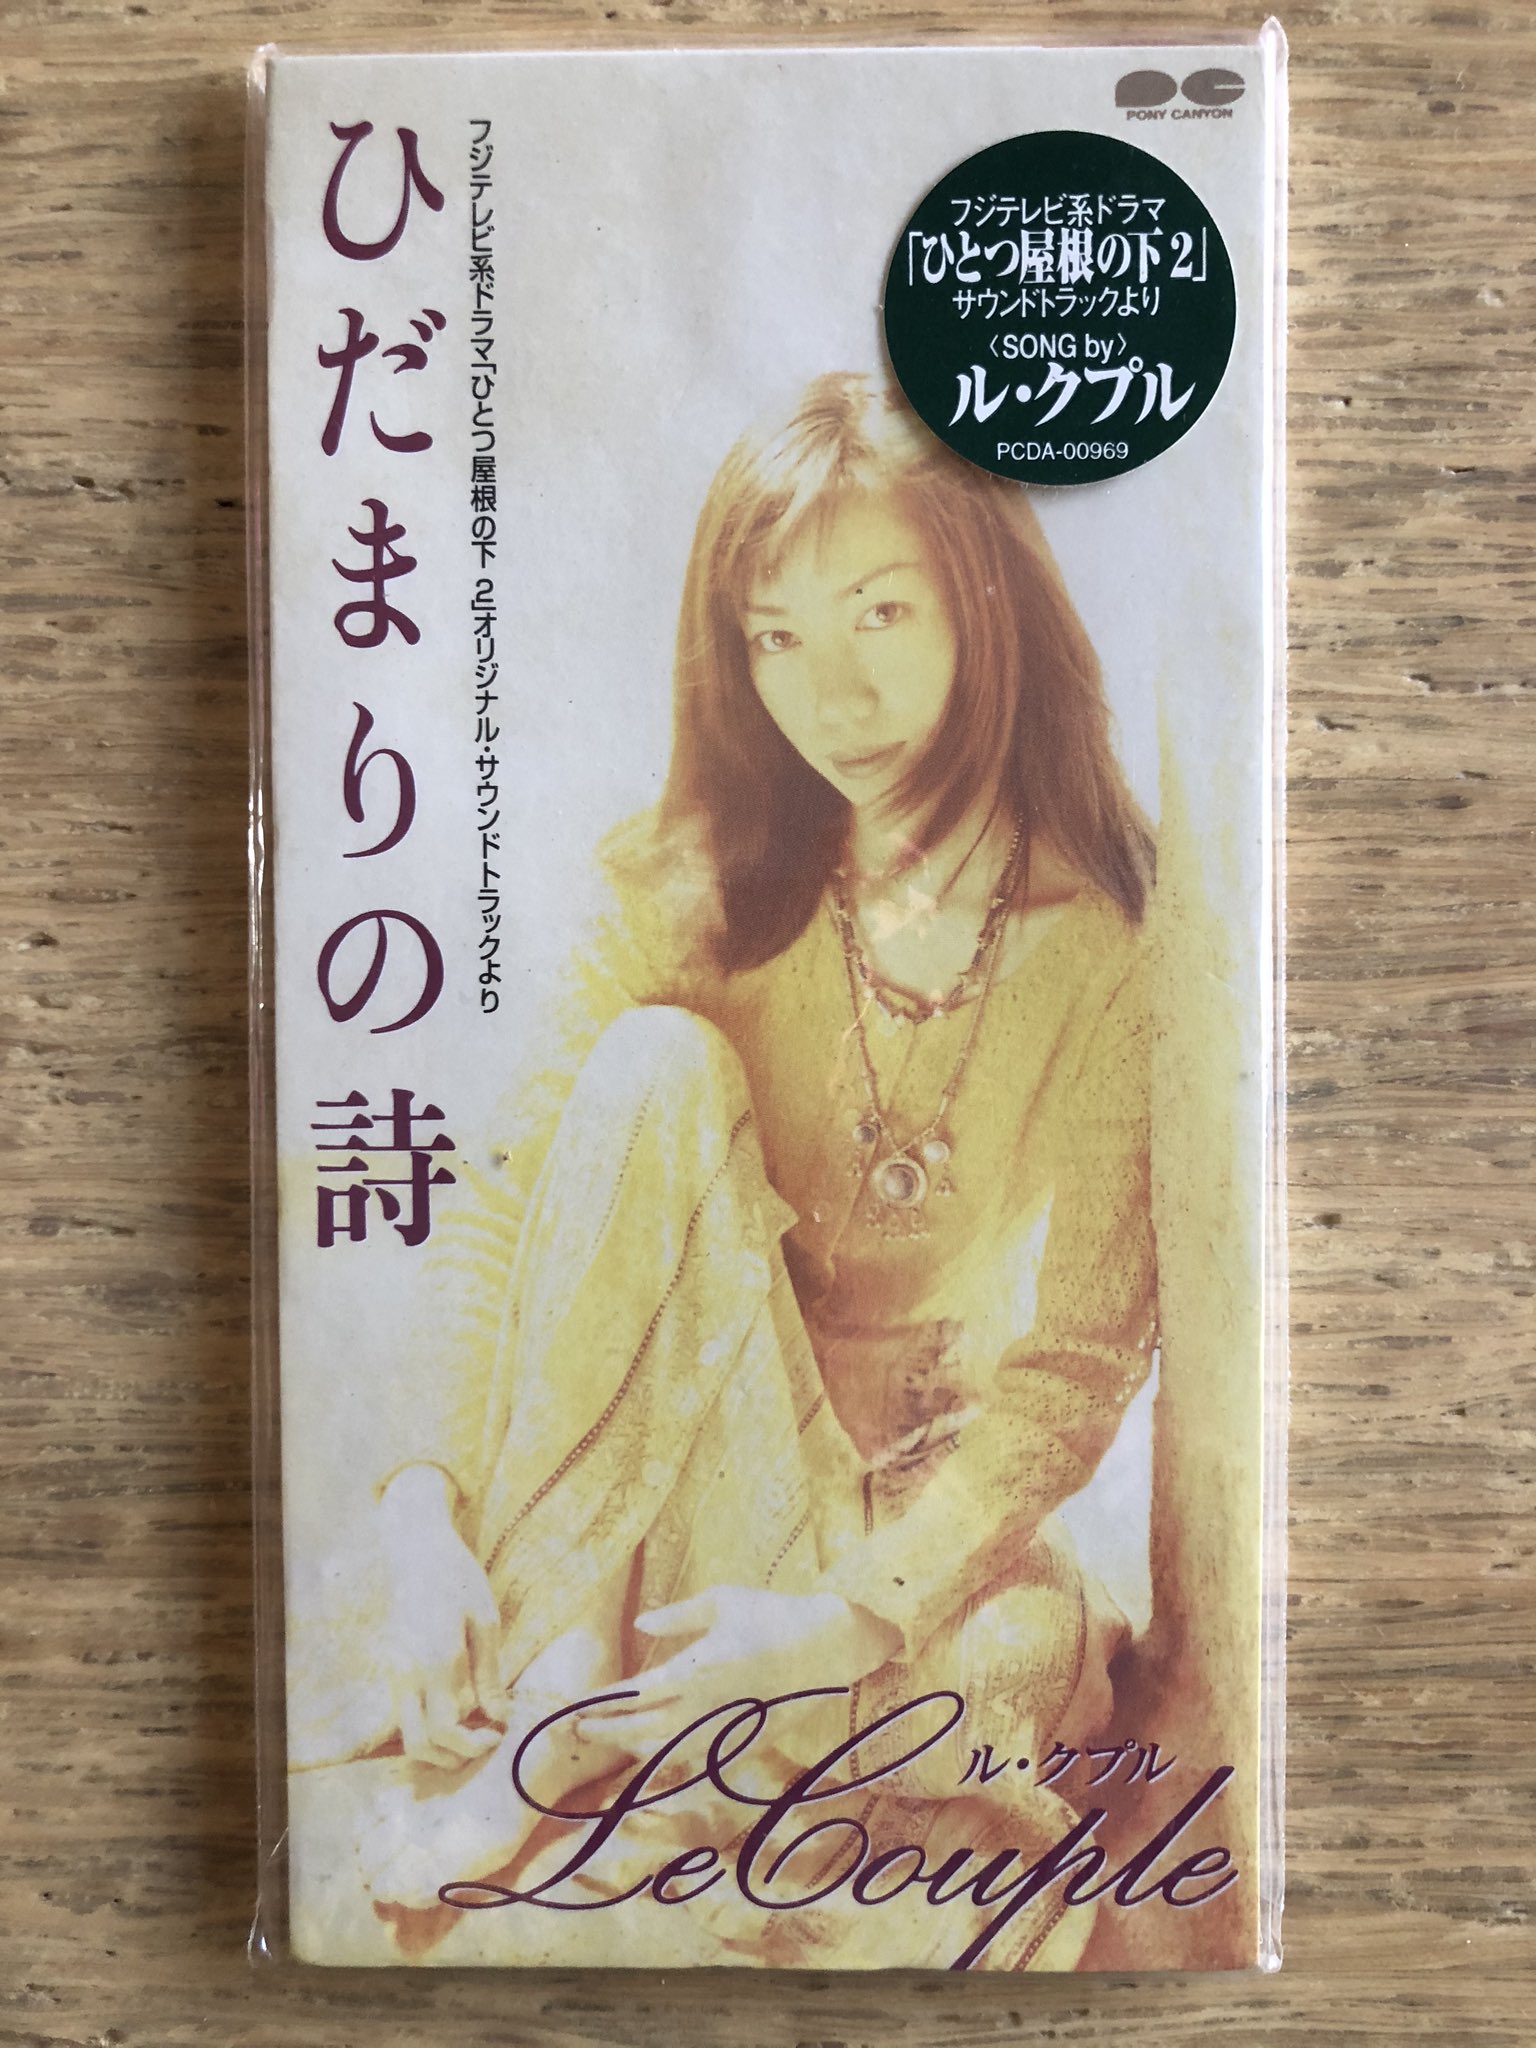 ひだまりの詩
フジテレビ系ドラマ「ひとつ屋根の下 2」オリジナル・サウンドトラックより
PC
PONY CANYON
フジテレビ系ドラマ
「ひとつ屋根の下2」
サウンドトラックより
〈SONG by〉
ル・クプル
PCDA-00969
ル・クプル
Le Couple